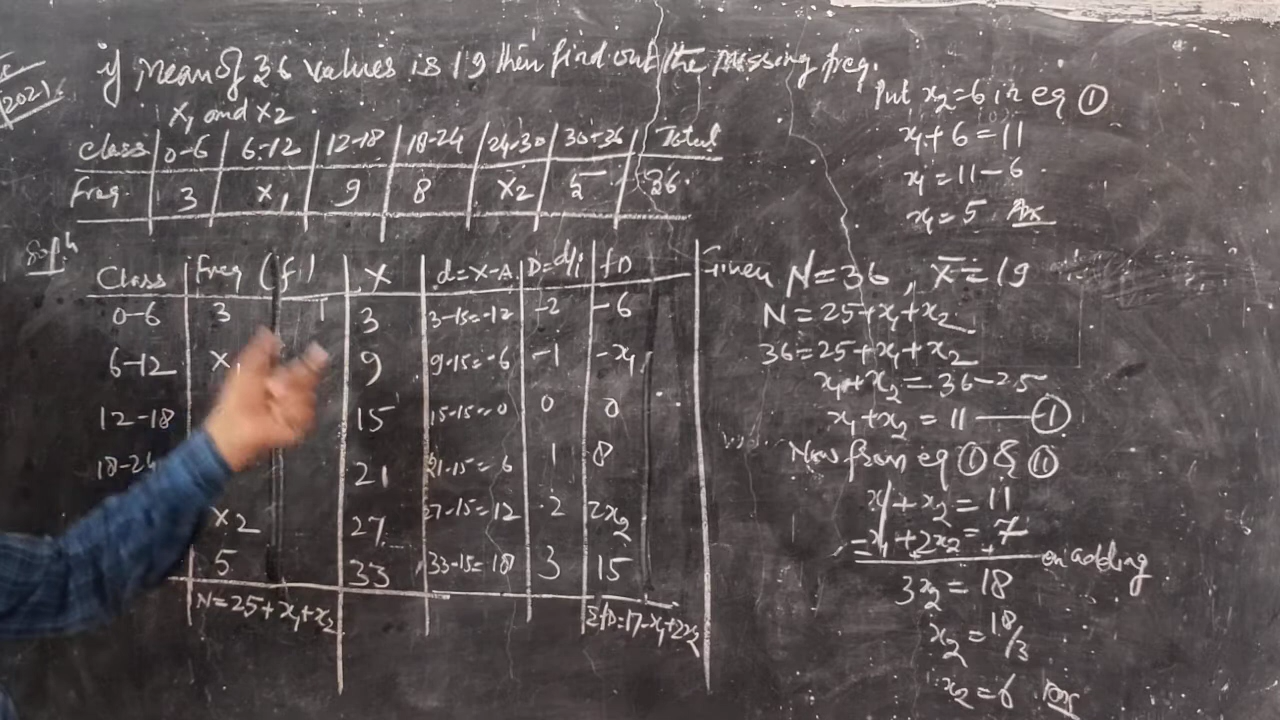 (2021)
if Mean of 36 values is 19 then find out the missing freq.
x₁ and x₂
Class 0-6 6-12 12-18 18-24 24-30 30-36 Total
freq. 3 x₁ 9 8 x₂ 5 36.
Solⁿ
Class Freq (f) X d=X-A D=d/i fD
0-6 3 3 3-15=-12 -2 -6
6-12 x₁ 9 9-15=-6 -1 -x₁
12-18 15 15-15=0 0 0
18-24 21 21-15=6 1 8
x₂ 27 27-15=12 2 2x₂
5 33 33-15=18 3 15
N=25+x₁+x₂ ΣfD=17-x₁+2x₂
Given N=36, x̄=19
N=25+x₁+x₂
36=25+x₁+x₂
x₁+x₂=36-25
x₁+x₂=11 — ①
Now from eq ① & ⑪
x₁+x₂=11
-x₁+2x₂=7
on adding
3x₂=18
x₂=18/3
x₂=6 Ans
Put x₂=6 in eq ①
x₁+6=11
x₁=11-6
x₁=5 Ans